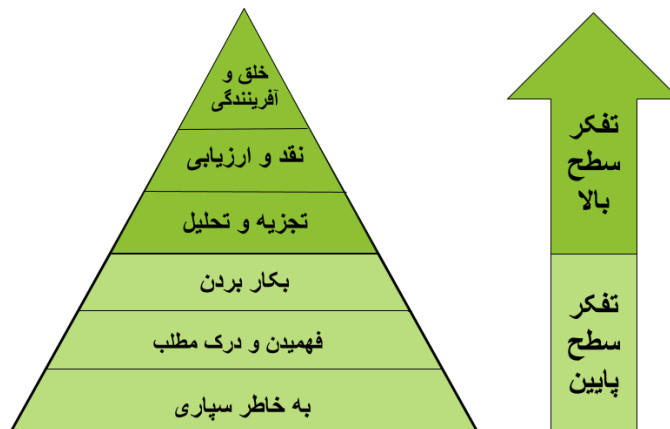 خلق و
آفرینندگی
نقد و ارزیابی
تجزیه و تحلیل
بکار بردن
فهمیدن و درک مطلب
به خاطر سپاری
تفکر
سطح
بالا
تفکر
سطح
پایین